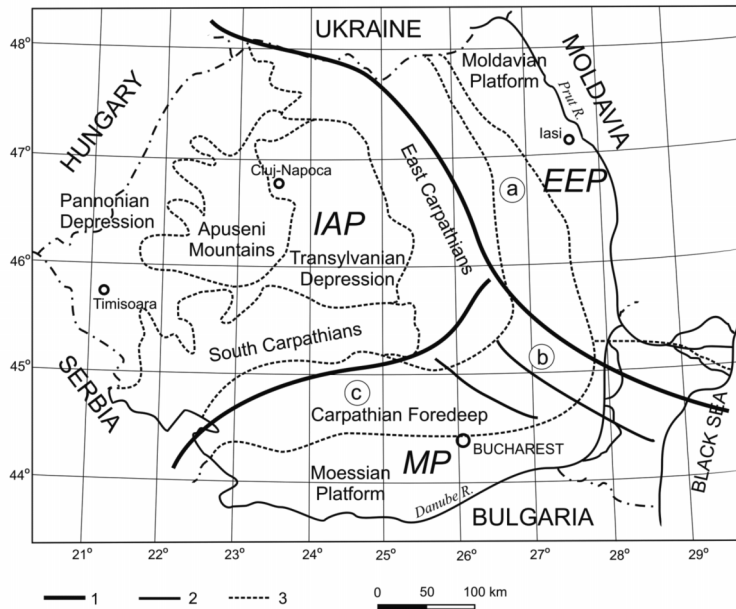 UKRAINE
48°
Moldavian
Platform
MOLDAVIA
Prut R.
HUNGARY
Iasi
47°
Cluj-Napoca
East Carpathians
a
EEP
Pannonian
Depression
Apuseni
Mountains
IAP
Transylvanian
Depression
46°
Timisoara
South Carpathians
45°
SERBIA
b
c
Carpathian Foredeep
BLACK SEA
MP
BUCHAREST
44°
Moessian
Platform
Danube R.
BULGARIA
21° 22° 23° 24° 25° 26° 27° 28° 29°
1 2 3
0 50 100 km